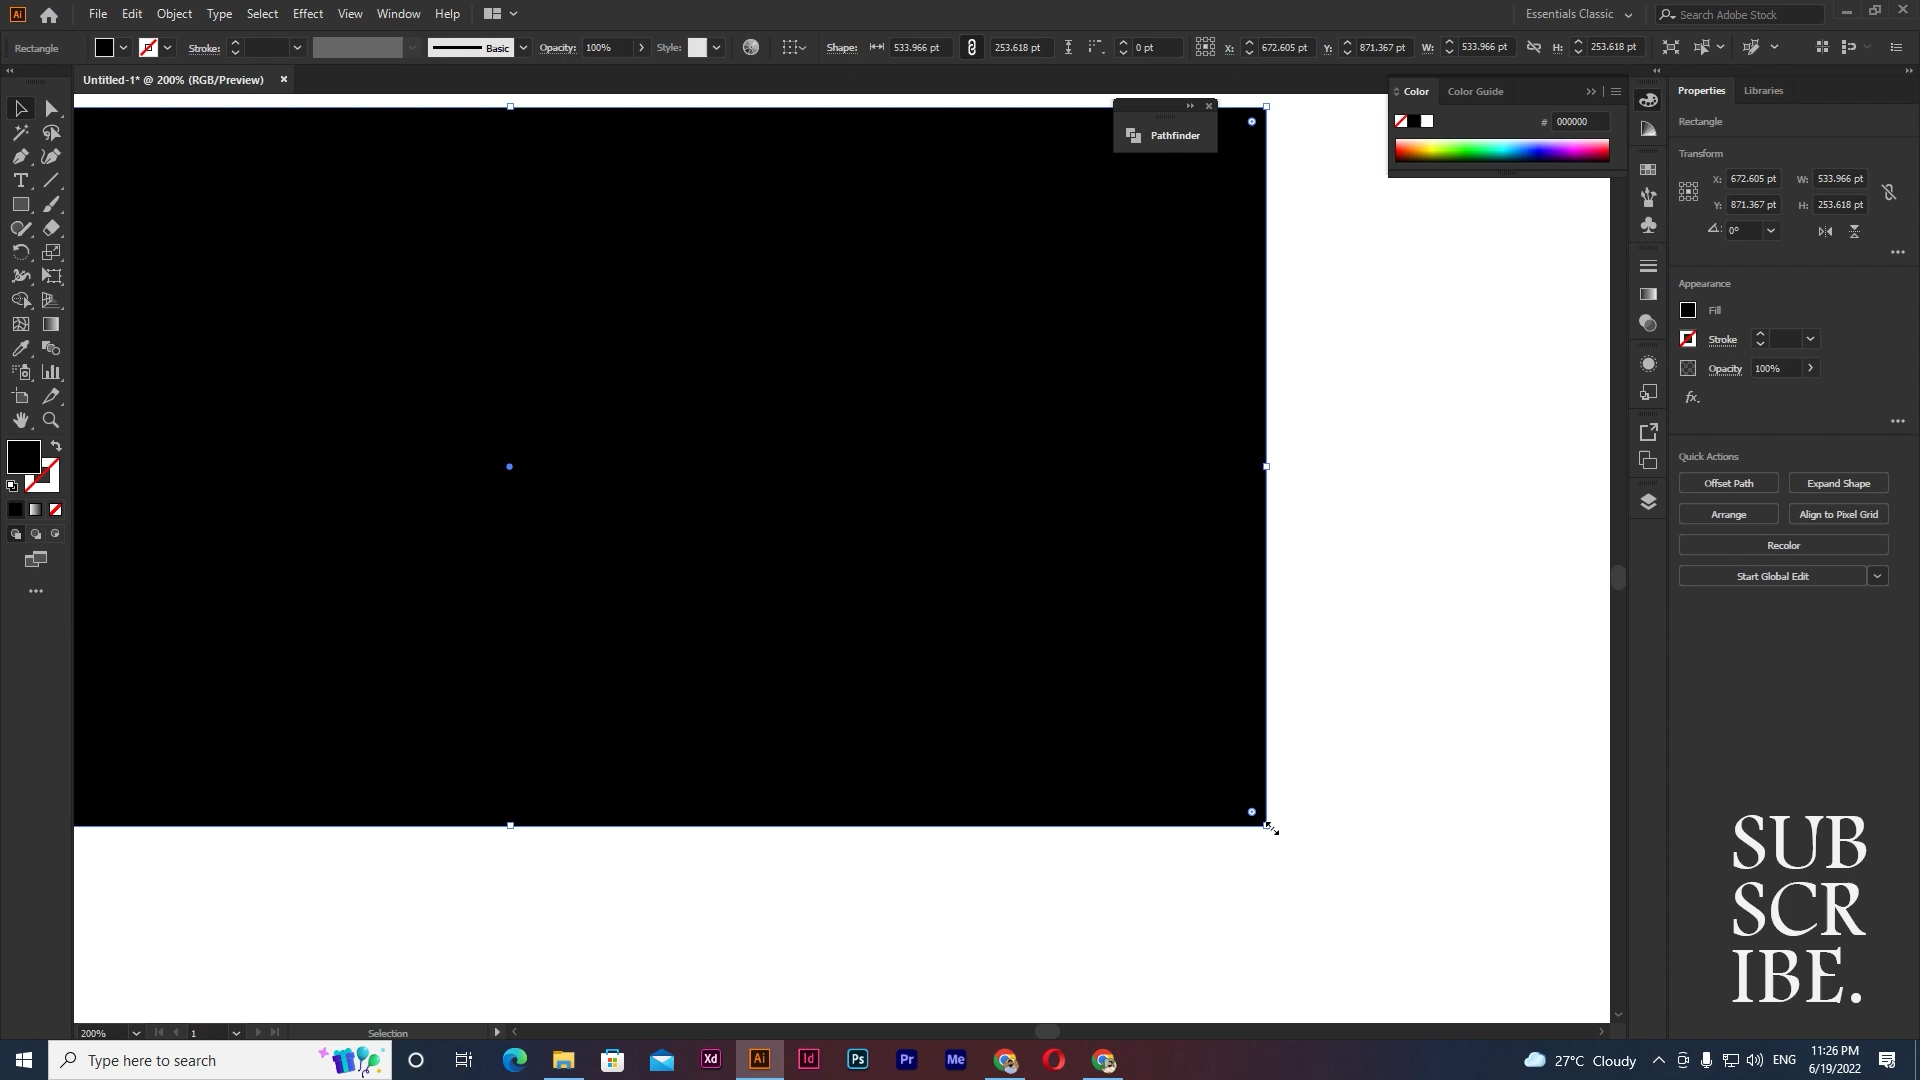 Ai File Edit Object Type Select Effect View Window Help Essentials Classic Search Adobe Stock
Rectangle Stroke: Basic Opacity: 100% Style: Shape: 533.966 pt 253.618 pt 0 pt X: 672.605 pt Y: 871.367 pt W: 533.966 pt H: 253.618 pt
Untitled-1* @ 200% (RGB/Preview)
Color Color Guide
# 000000
Pathfinder
Properties Libraries
Rectangle
Transform
X: 672.605 pt W: 533.966 pt
Y: 871.367 pt H: 253.618 pt
0°
Appearance
Fill
Stroke
Opacity 100%
fx.
Quick Actions
Offset Path Expand Shape
Arrange Align to Pixel Grid
Recolor
Start Global Edit
SUB
SCR
IBE.
200% 1 Selection
Type here to search Xd Ai Id Ps Pr Me 27°C Cloudy ENG
11:26 PM
6/19/2022